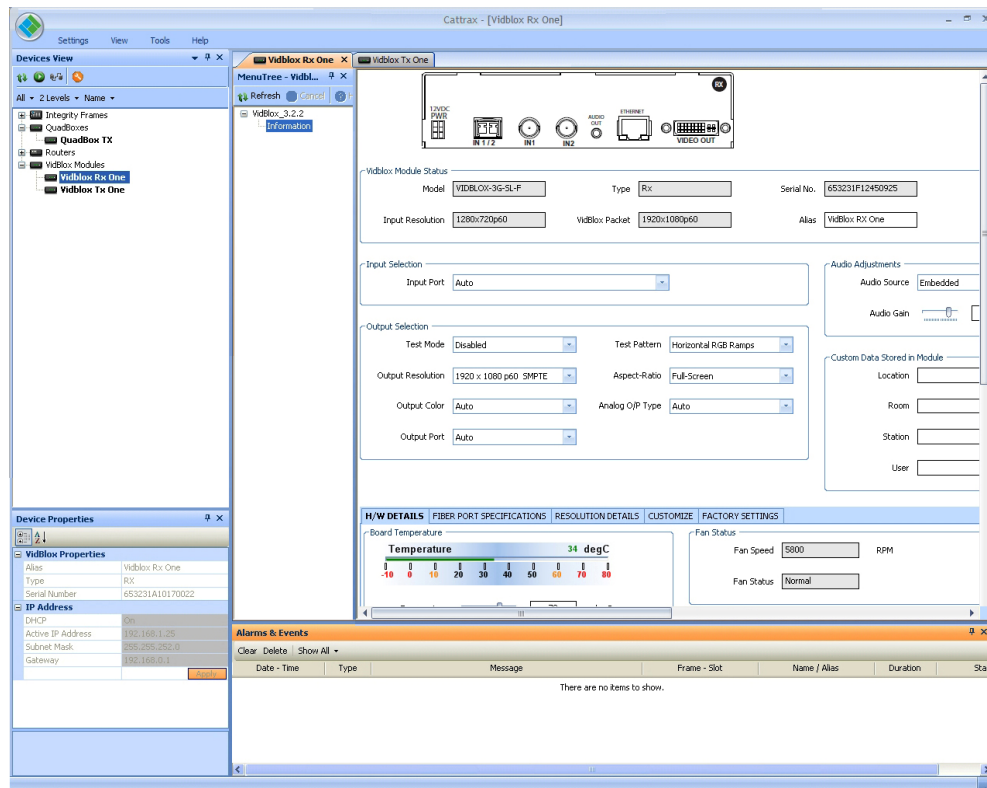 Cattrax - [Vidblox Rx One]
Settings View Tools Help
Devices View
All 2 Levels Name
Integrity Frames
QuadBoxes
QuadBox TX
Routers
VidBlox Modules
Vidblox Rx One
Vidblox Tx One
Device Properties
VidBlox Properties
Alias Vidblox Rx One
Type RX
Serial Number 653231A10170022
IP Address
DHCP On
Active IP Address 192.168.1.25
Subnet Mask 255.255.252.0
Gateway 192.168.0.1
Apply
Vidblox Rx One Vidblox Tx One
MenuTree - Vidbl...
Refresh Cancel
VidBlox_3.2.2
Information
RX
12VDC
PWR
IN 1/2
IN1
IN2
AUDIO
OUT
ETHERNET
VIDEO OUT
Vidblox Module Status
Model VIDBLOX-3G-SL-F Type Rx Serial No. 653231F12450925
Input Resolution 1280x720p60 VidBlox Packet 1920x1080p60 Alias VidBlox RX One
Input Selection
Input Port Auto
Audio Adjustments
Audio Source Embedded
Audio Gain
Output Selection
Test Mode Disabled Test Pattern Horizontal RGB Ramps
Output Resolution 1920 x 1080 p60 SMPTE Aspect-Ratio Full-Screen
Output Color Auto Analog O/P Type Auto
Output Port Auto
Custom Data Stored in Module
Location
Room
Station
User
H/W DETAILS FIBER PORT SPECIFICATIONS RESOLUTION DETAILS CUSTOMIZE FACTORY SETTINGS
Board Temperature
Temperature 34 degC
-10 0 10 20 30 40 50 60 70 80
Fan Status
Fan Speed 5800 RPM
Fan Status Normal
Alarms & Events
Clear Delete Show All
Date - Time Type Message Frame - Slot Name / Alias Duration Sta
There are no items to show.